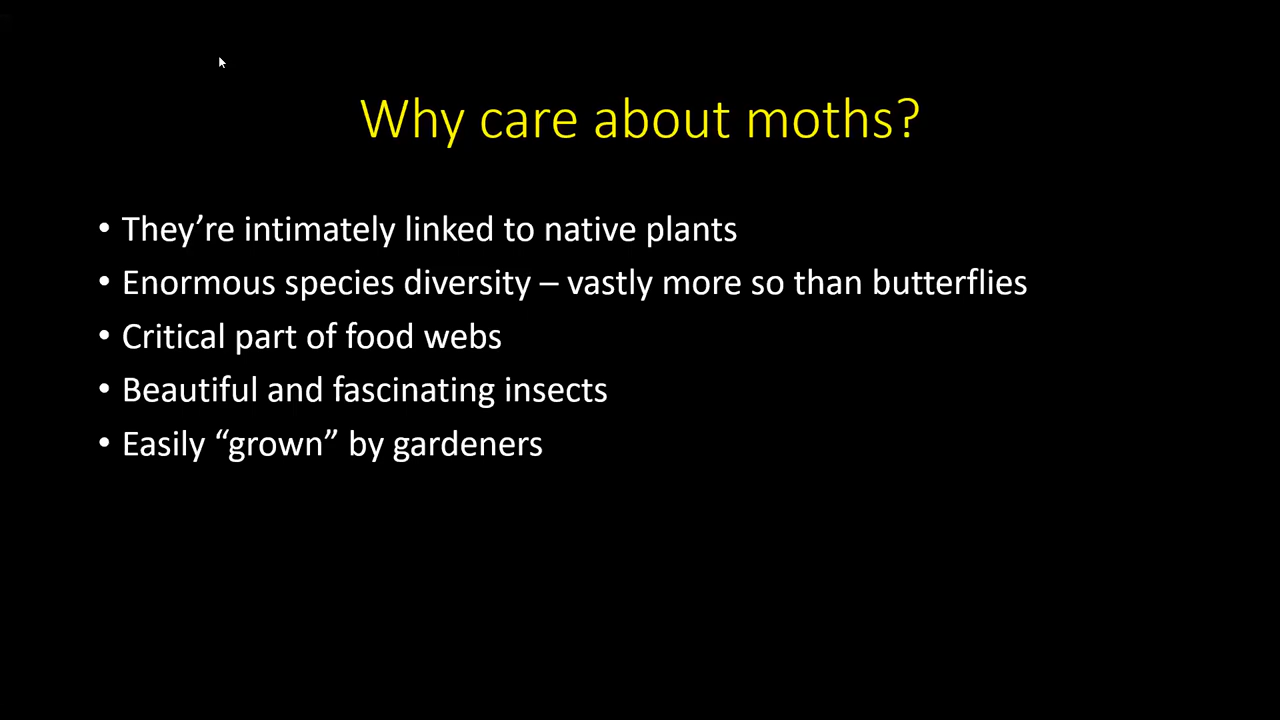 Why care about moths?
• They’re intimately linked to native plants
• Enormous species diversity – vastly more so than butterflies
• Critical part of food webs
• Beautiful and fascinating insects
• Easily “grown” by gardeners